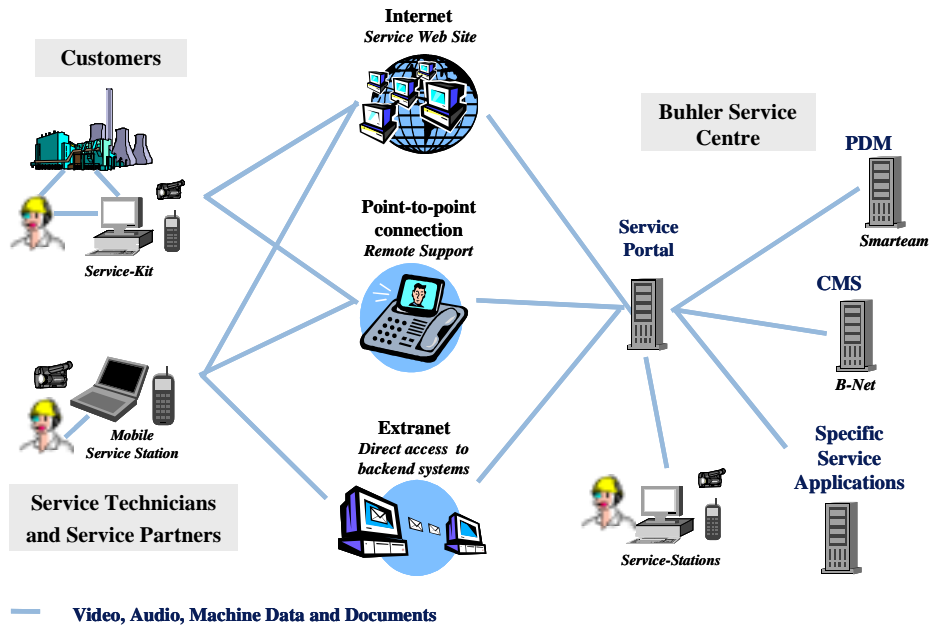 Internet
Service Web Site
Customers
Service-Kit
Point-to-point
connection
Remote Support
Buhler Service
Centre
PDM
Smarteam
Service
Portal
CMS
B-Net
Mobile
Service Station
Service Technicians
and Service Partners
Extranet
Direct access to
backend systems
Service-Stations
Specific
Service
Applications
Video, Audio, Machine Data and Documents